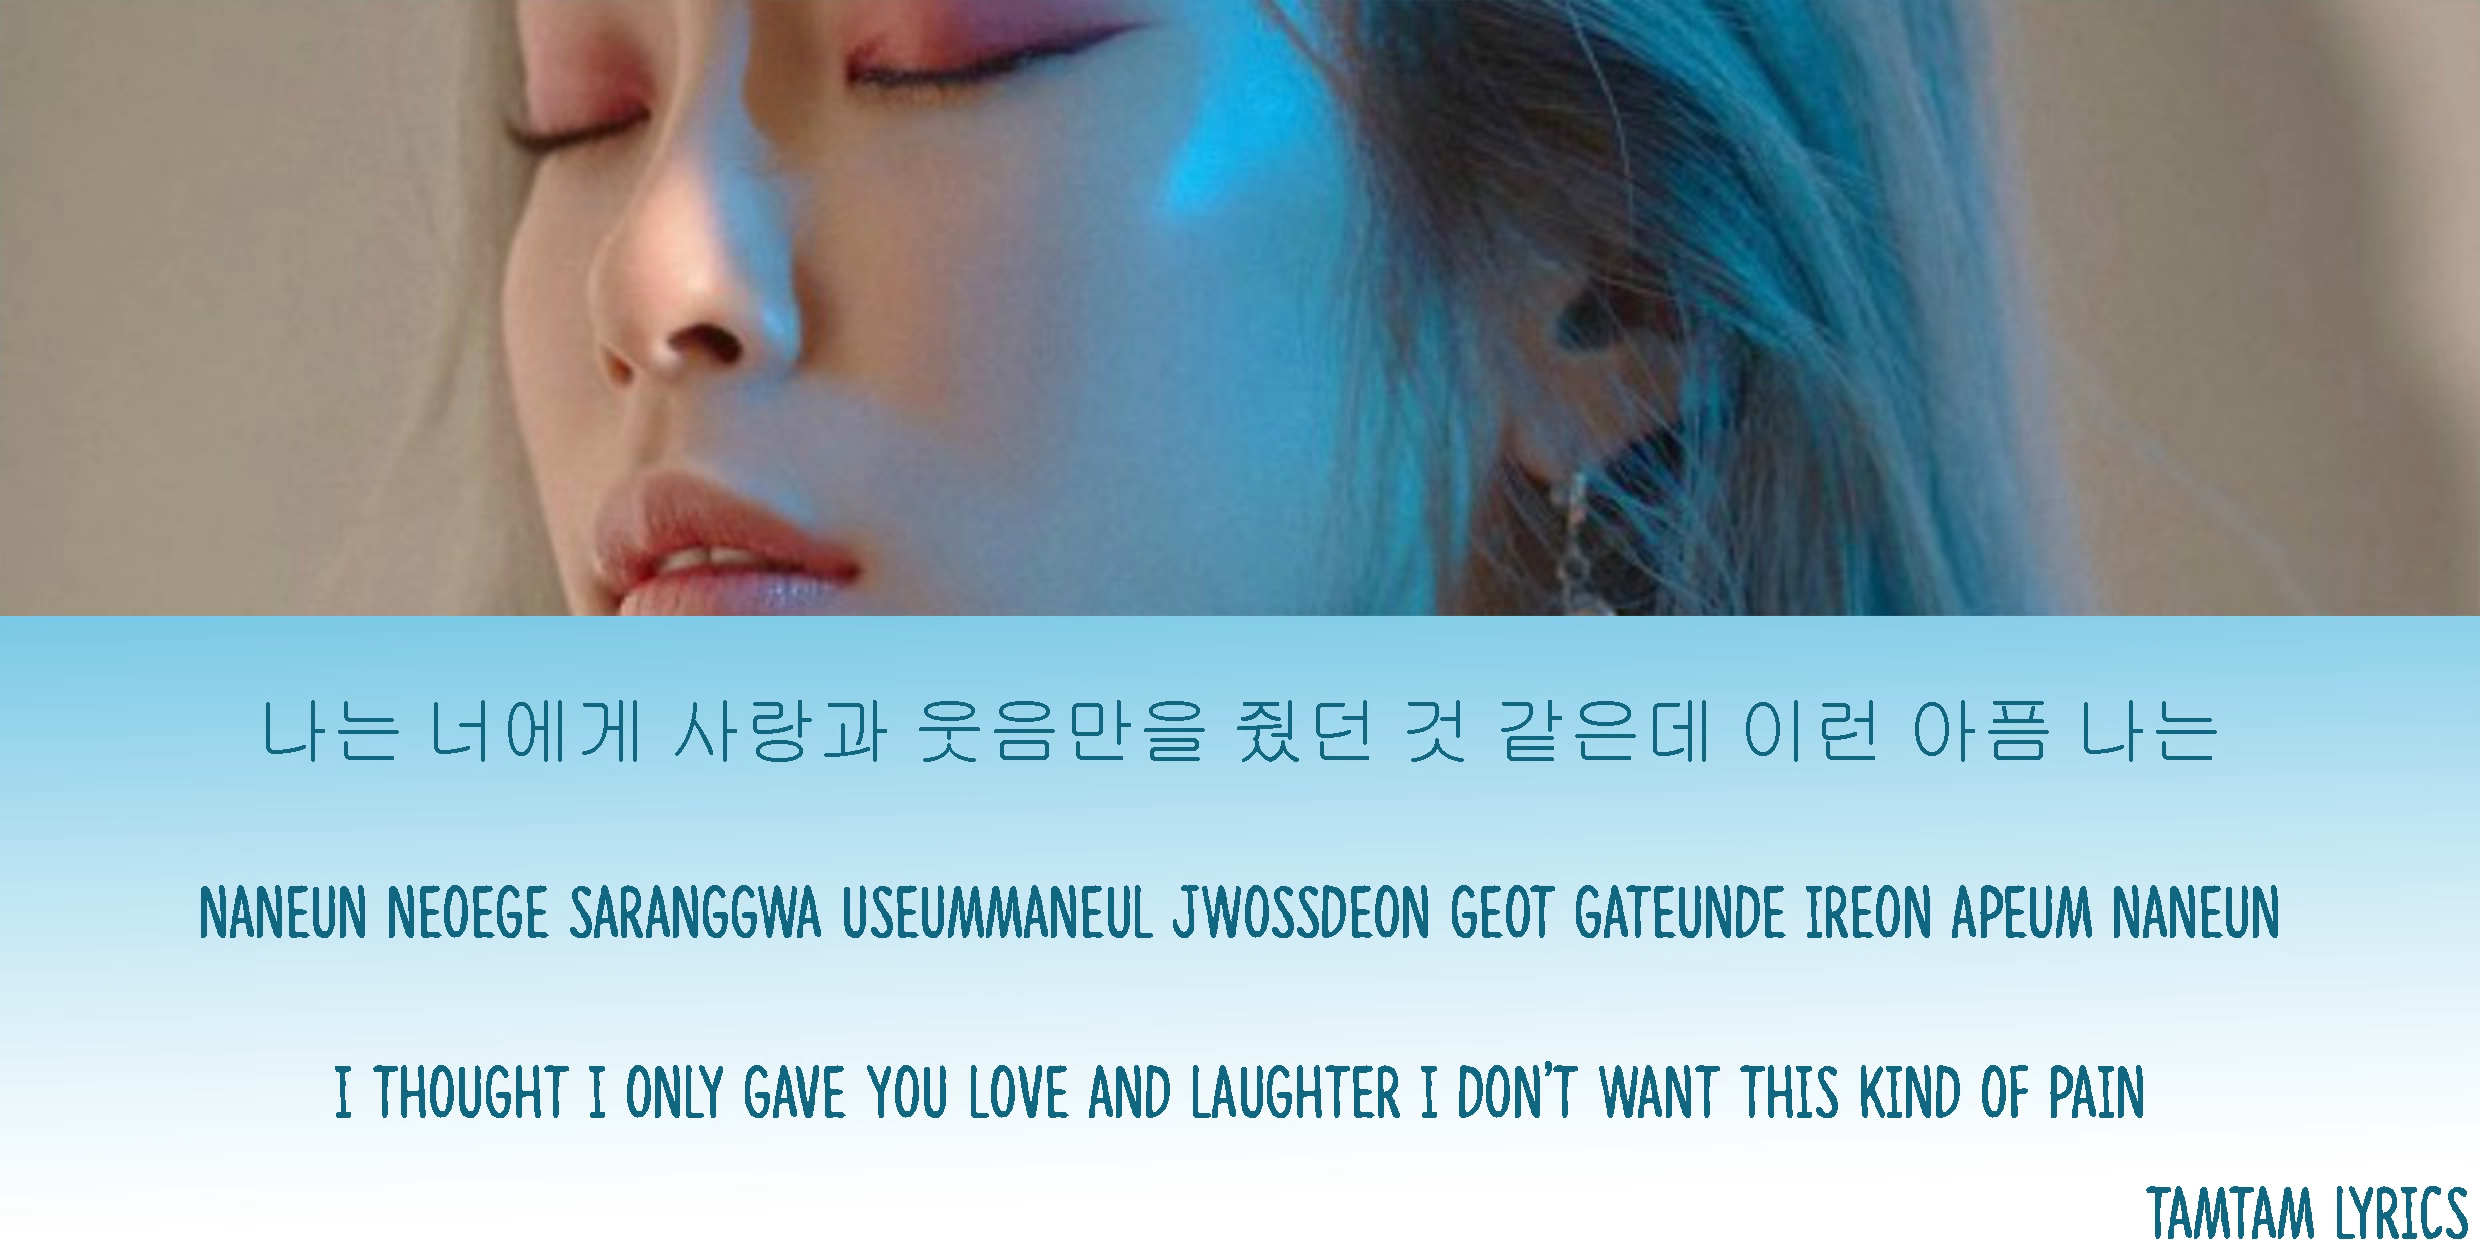 나는 너에게 사랑과 웃음만을 줬던 것 같은데 이런 아픔 나는
NANEUN NEOEGE SARANGGWA USEUMMANEUL JWOSSDEON GEOT GATEUNDE IREON APEUM NANEUN
I THOUGHT I ONLY GAVE YOU LOVE AND LAUGHTER I DON'T WANT THIS KIND OF PAIN
TAMTAM LYRICS